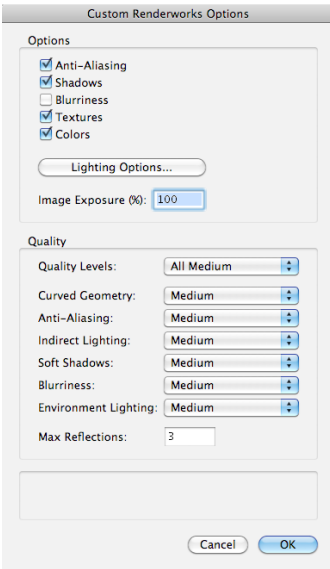 Custom Renderworks Options
Options
Anti-Aliasing
Shadows
Blurriness
Textures
Colors
Lighting Options...
Image Exposure (%): 100
Quality
Quality Levels: All Medium
Curved Geometry: Medium
Anti-Aliasing: Medium
Indirect Lighting: Medium
Soft Shadows: Medium
Blurriness: Medium
Environment Lighting: Medium
Max Reflections: 3
Cancel OK